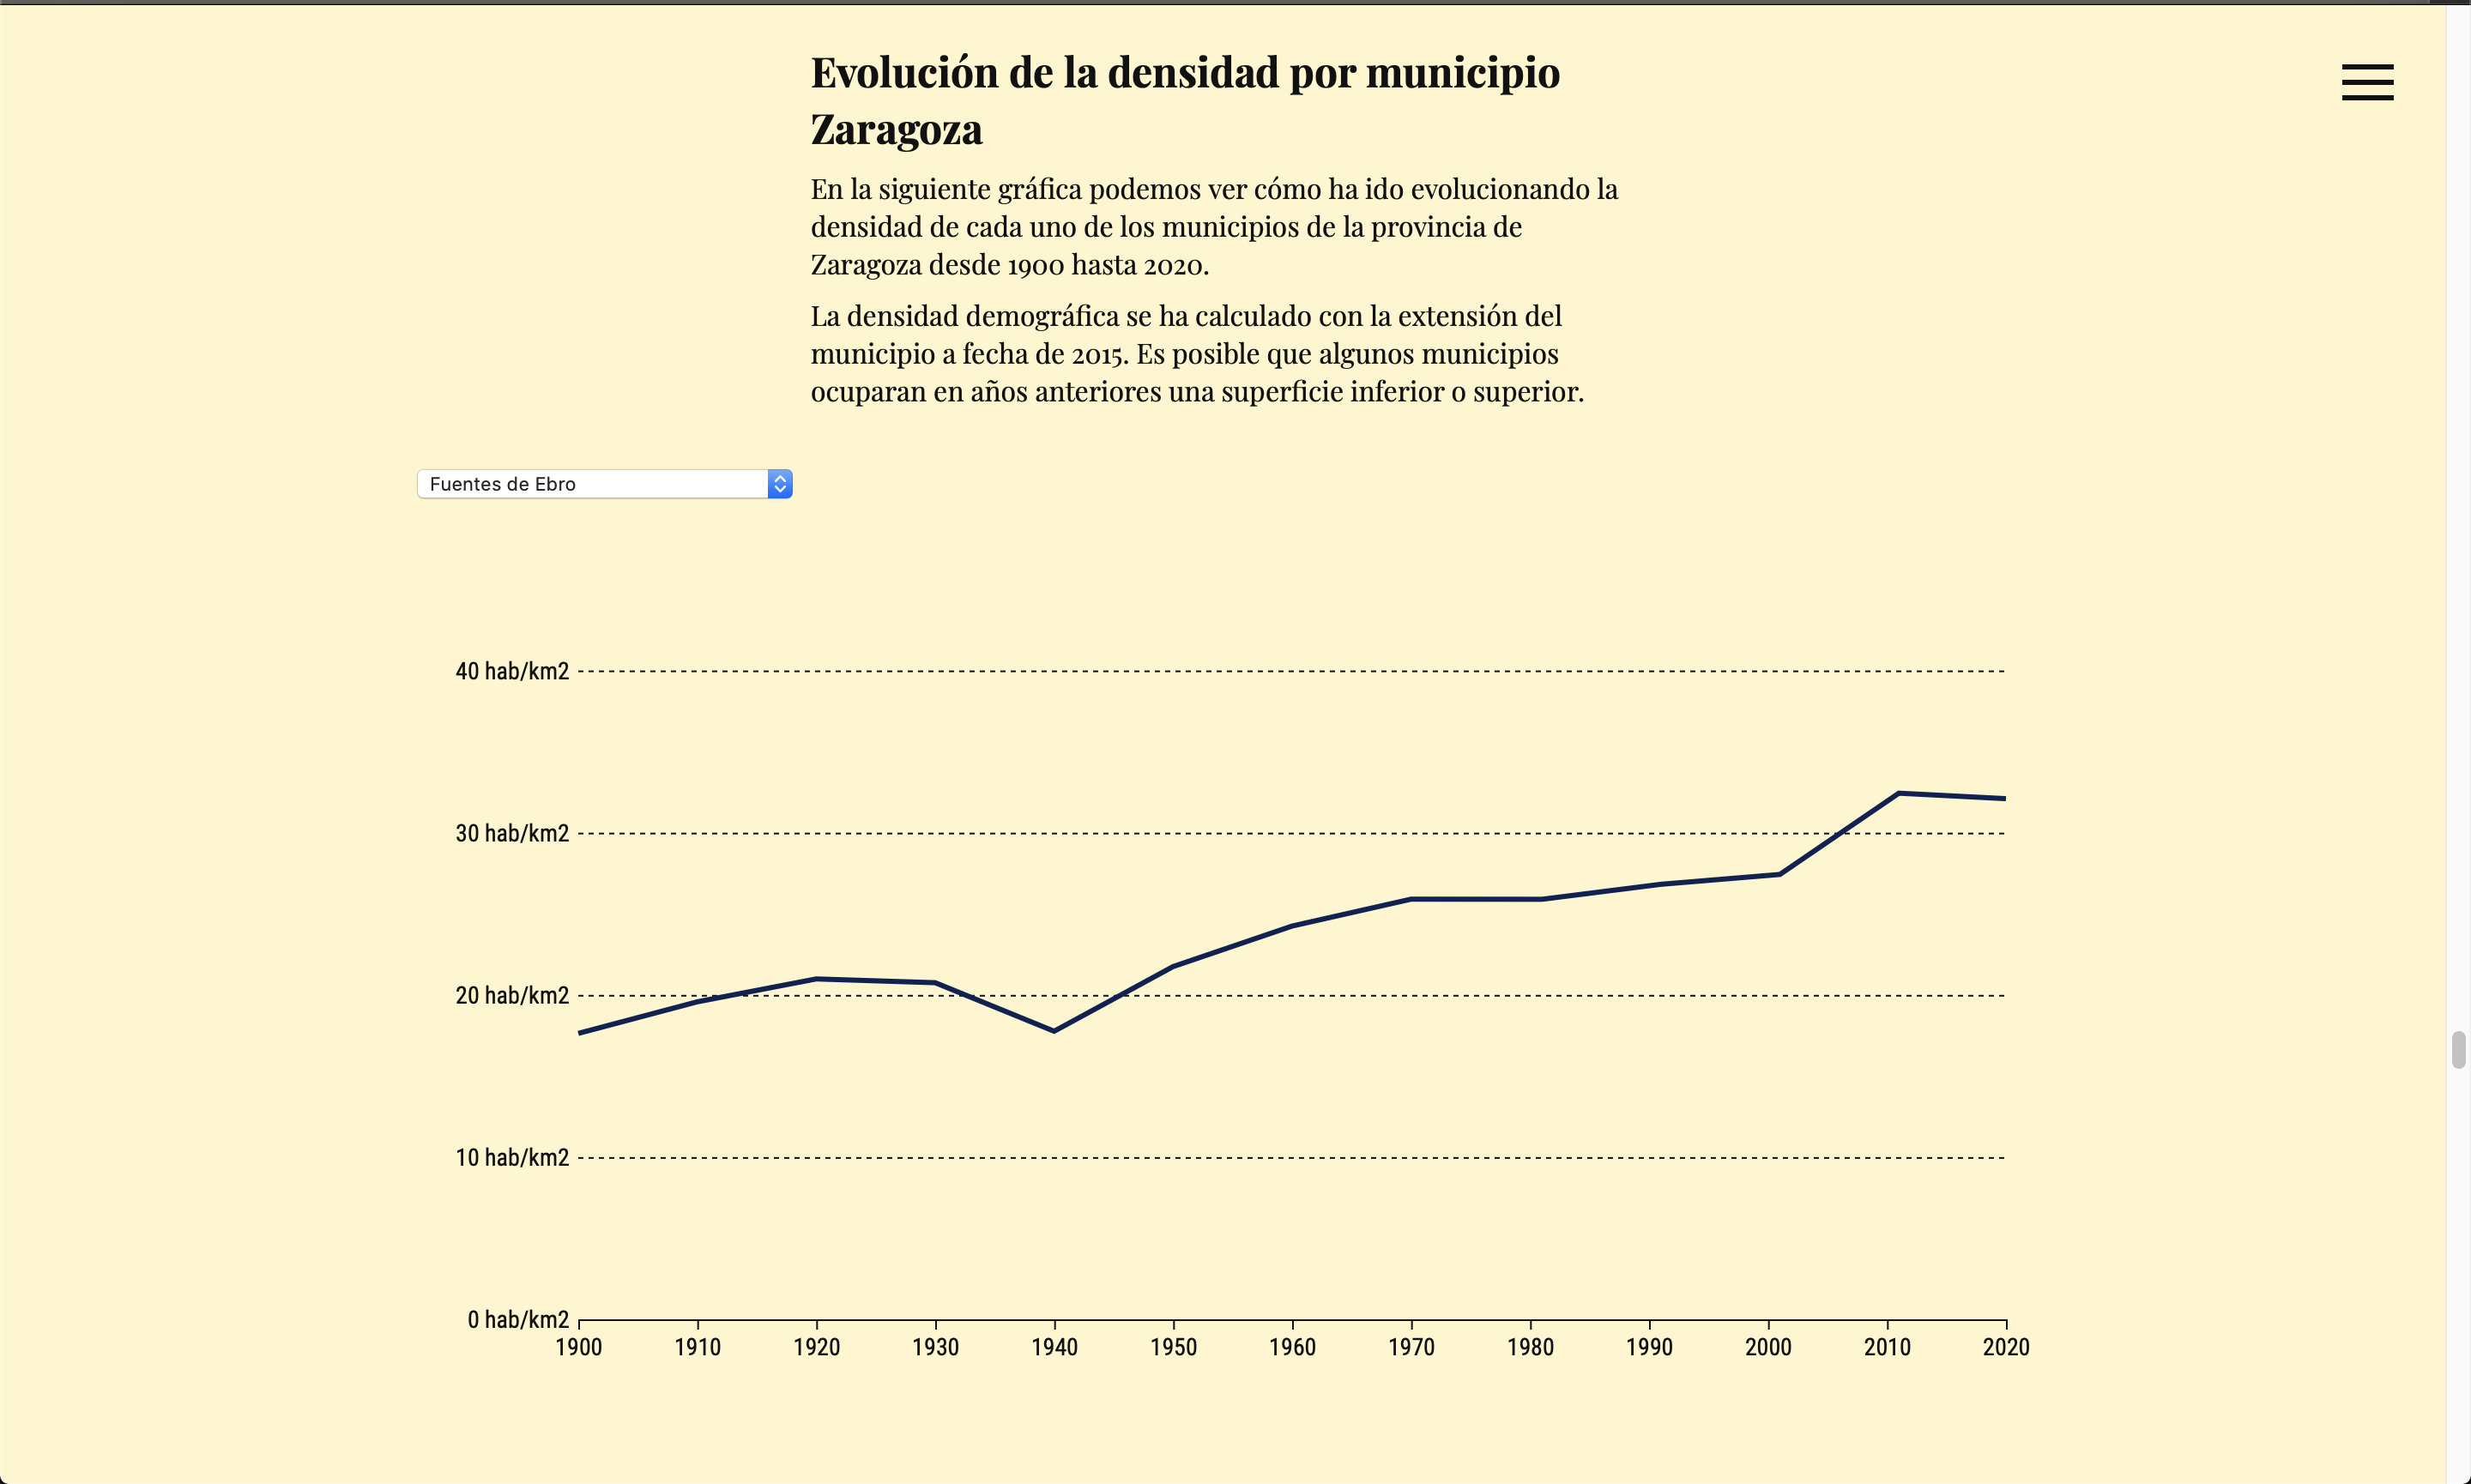 Evolución de la densidad por municipio
Zaragoza
En la siguiente gráfica podemos ver cómo ha ido evolucionando la
densidad de cada uno de los municipios de la provincia de
Zaragoza desde 1900 hasta 2020.
La densidad demográfica se ha calculado con la extensión del
municipio a fecha de 2015. Es posible que algunos municipios
ocuparan en años anteriores una superficie inferior o superior.
Fuentes de Ebro
40 hab/km2
30 hab/km2
20 hab/km2
10 hab/km2
0 hab/km2
1900 1910 1920 1930 1940 1950 1960 1970 1980 1990 2000 2010 2020